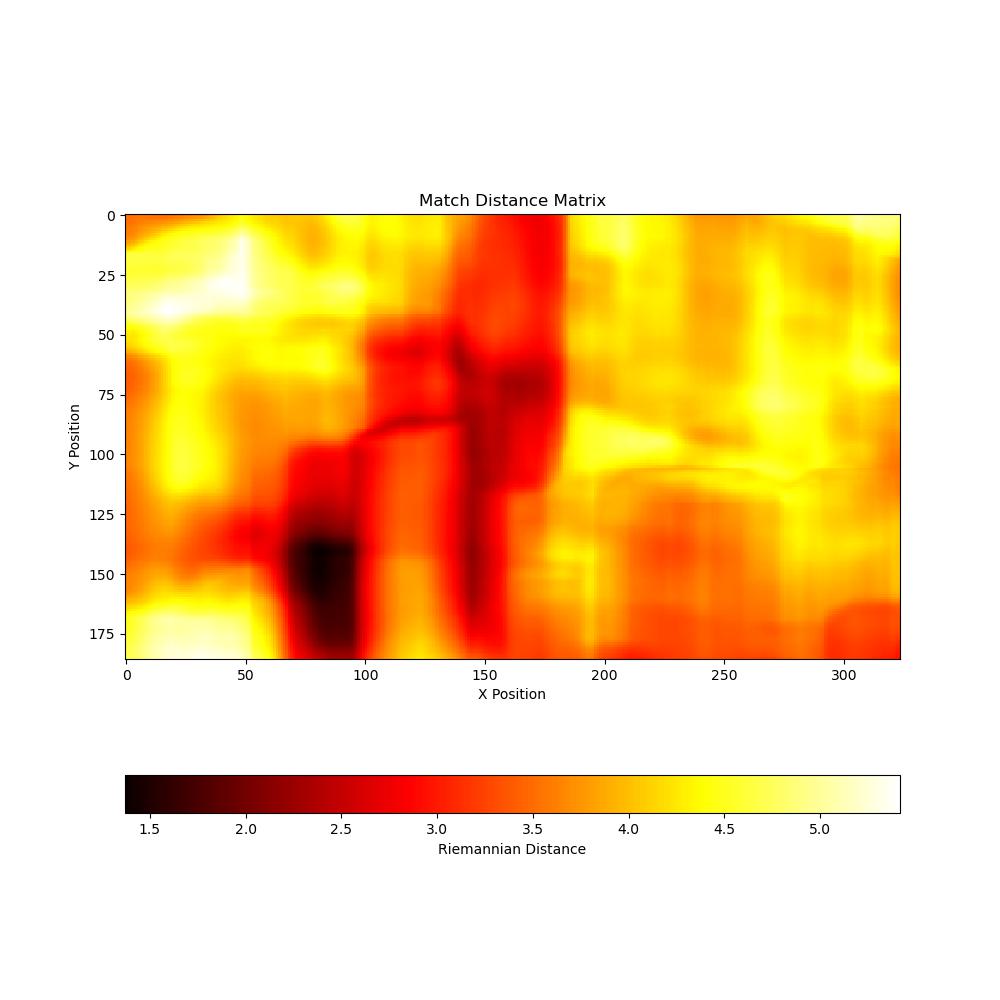 Match Distance Matrix
0
25
50
75
100
125
150
175
Y Position
0 50 100 150 200 250 300
X Position
1.5 2.0 2.5 3.0 3.5 4.0 4.5 5.0
Riemannian Distance